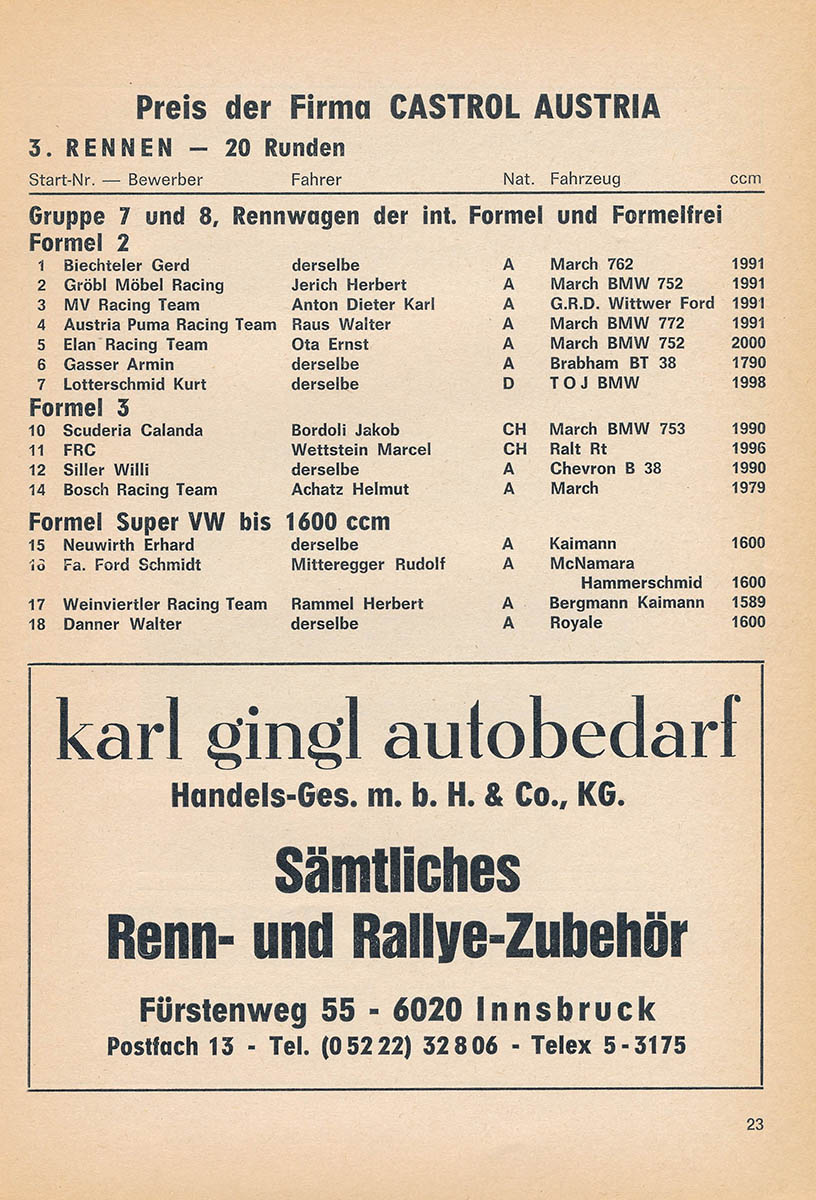 Preis der Firma CASTROL AUSTRIA
3. RENNEN — 20 Runden
Start-Nr. — Bewerber Fahrer Nat. Fahrzeug ccm
Gruppe 7 und 8, Rennwagen der int. Formel und Formelfrei
Formel 2
1 Biechteler Gerd derselbe A March 762 1991
2 Gröbl Möbel Racing Jerich Herbert A March BMW 752 1991
3 MV Racing Team Anton Dieter Karl A G.R.D. Wittwer Ford 1991
4 Austria Puma Racing Team Raus Walter A March BMW 772 1991
5 Elan Racing Team Ota Ernst A March BMW 752 2000
6 Gasser Armin derselbe A Brabham BT 38 1790
7 Lotterschmid Kurt derselbe D T O J BMW 1998
Formel 3
10 Scuderia Calanda Bordoli Jakob CH March BMW 753 1990
11 FRC Wettstein Marcel CH Ralt Rt 1996
12 Siller Willi derselbe A Chevron B 38 1990
14 Bosch Racing Team Achatz Helmut A March 1979
Formel Super VW bis 1600 ccm
15 Neuwirth Erhard derselbe A Kaimann 1600
16 Fa. Ford Schmidt Mitteregger Rudolf A McNamara
Hammerschmid 1600
17 Weinviertler Racing Team Rammel Herbert A Bergmann Kaimann 1589
18 Danner Walter derselbe A Royale 1600
karl gingl autobedarf
Handels-Ges. m. b. H. & Co., KG.
Sämtliches
Renn- und Rallye-Zubehör
Fürstenweg 55 - 6020 Innsbruck
Postfach 13 - Tel. (0 52 22) 32 8 06 - Telex 5-3175
23